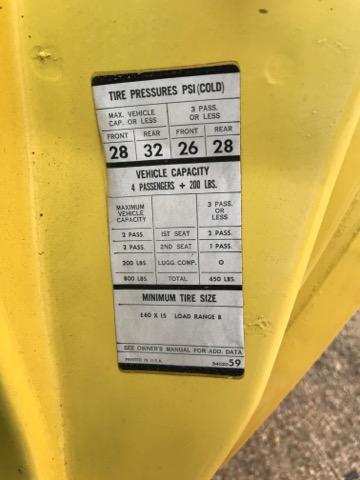 TIRE PRESSURES PSI (COLD)
MAX. VEHICLE CAP. OR LESS 3 PASS. OR LESS
FRONT REAR FRONT REAR
28 32 26 28
VEHICLE CAPACITY
4 PASSENGERS + 200 LBS.
MAXIMUM VEHICLE CAPACITY 3 PASS. OR LESS
2 PASS. 1ST SEAT 2 PASS.
2 PASS. 2ND SEAT 1 PASS.
200 LBS LUGG COMP. 0
800 LBS TOTAL 450 LBS.
MINIMUM TIRE SIZE
X 15 LOAD RANGE B
SEE OWNER'S MANUAL FOR ADD. DATA
PRINTED IN U.S.A. 59